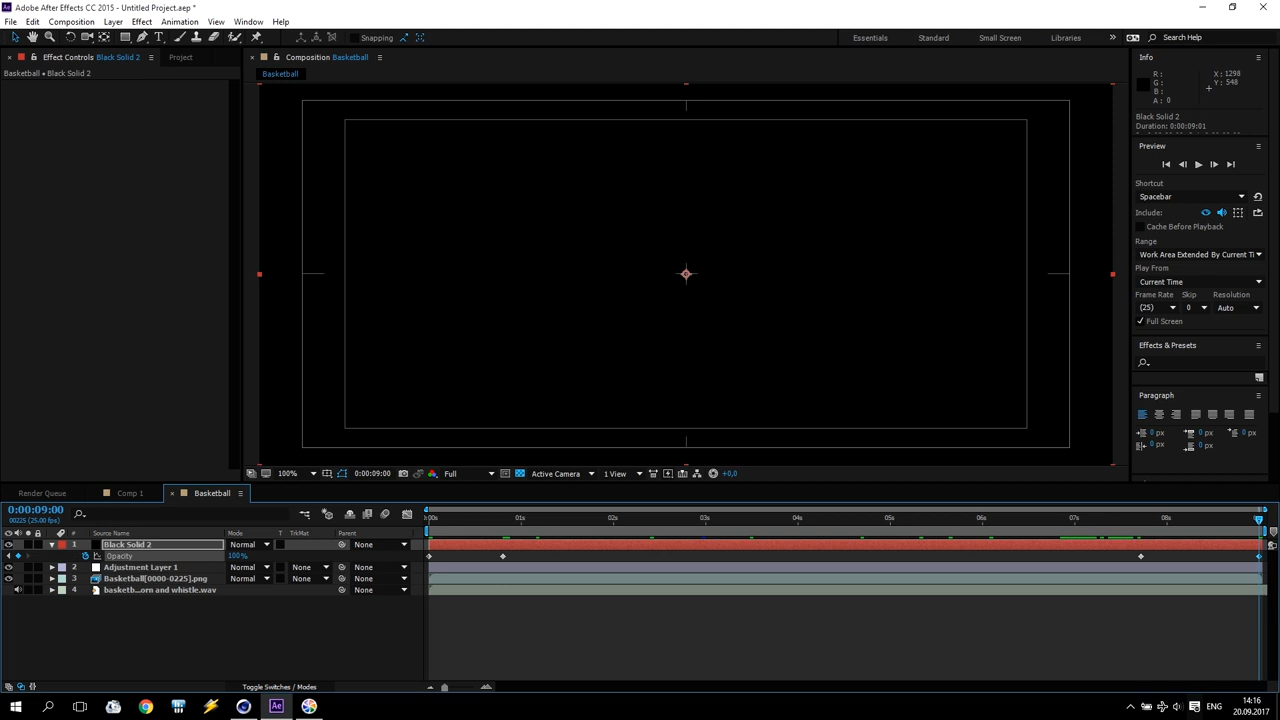 Adobe After Effects CC 2015 - Untitled Project.aep *
File Edit Composition Layer Effect Animation View Window Help
Snapping
Essentials Standard Small Screen Libraries Search Help
Effect Controls Black Solid 2 Project
Basketball • Black Solid 2
Composition Basketball
Basketball
Info
R :
G :
B :
A : 0
X : 1298
Y : 548
Black Solid 2
Duration: 0:00:09:01
Preview
Shortcut
Spacebar
Include:
Cache Before Playback
Range
Work Area Extended By Current Ti
Play From
Current Time
Frame Rate Skip Resolution
(25) 0 Auto
Full Screen
Effects & Presets
Paragraph
0 px 0 px 0 px
0 px 0 px
100% 0:00:09:00 Full Active Camera 1 View +0,0
Render Queue Comp 1 Basketball
0:00:09:00
00225 (25.00 fps)
:00s 01s 02s 03s 04s 05s 06s 07s 08s
# Source Name Mode T TrkMat Parent
1 Black Solid 2 Normal None
Opacity 100%
2 Adjustment Layer 1 Normal None None
3 Basketball[0000-0225].png Normal None None
4 basketb...orn and whistle.wav None
Toggle Switches / Modes
ENG
14:16
20.09.2017